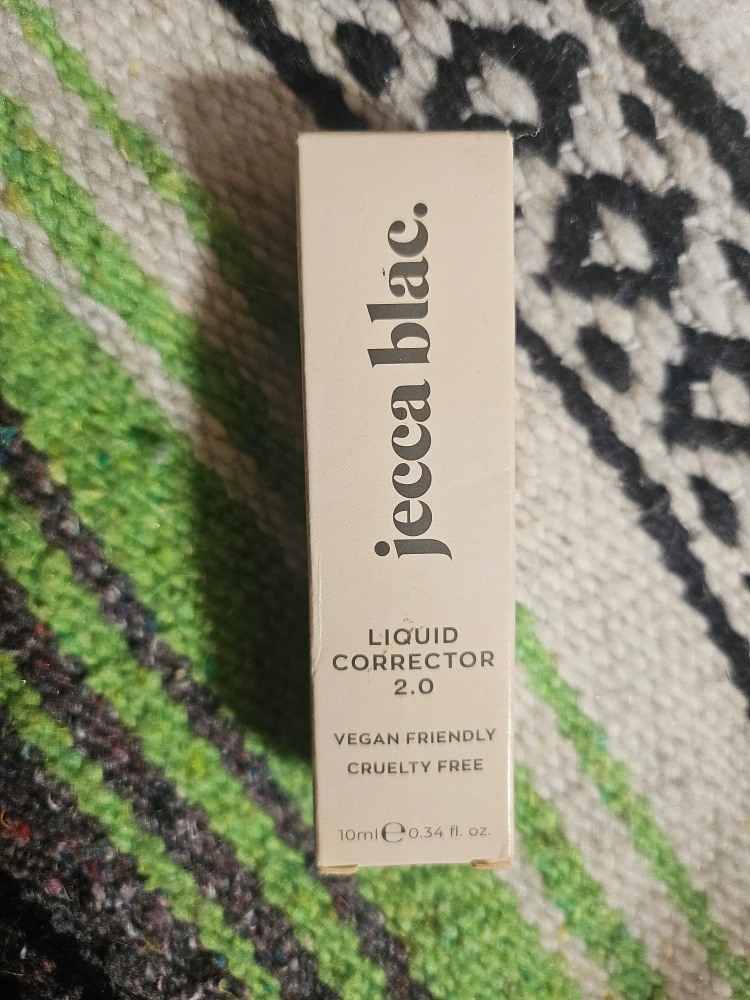 jecca blac.
LIQUID
CORRECTOR
2.0
VEGAN FRIENDLY
CRUELTY FREE
10ml ℮ 0.34 fl. oz.